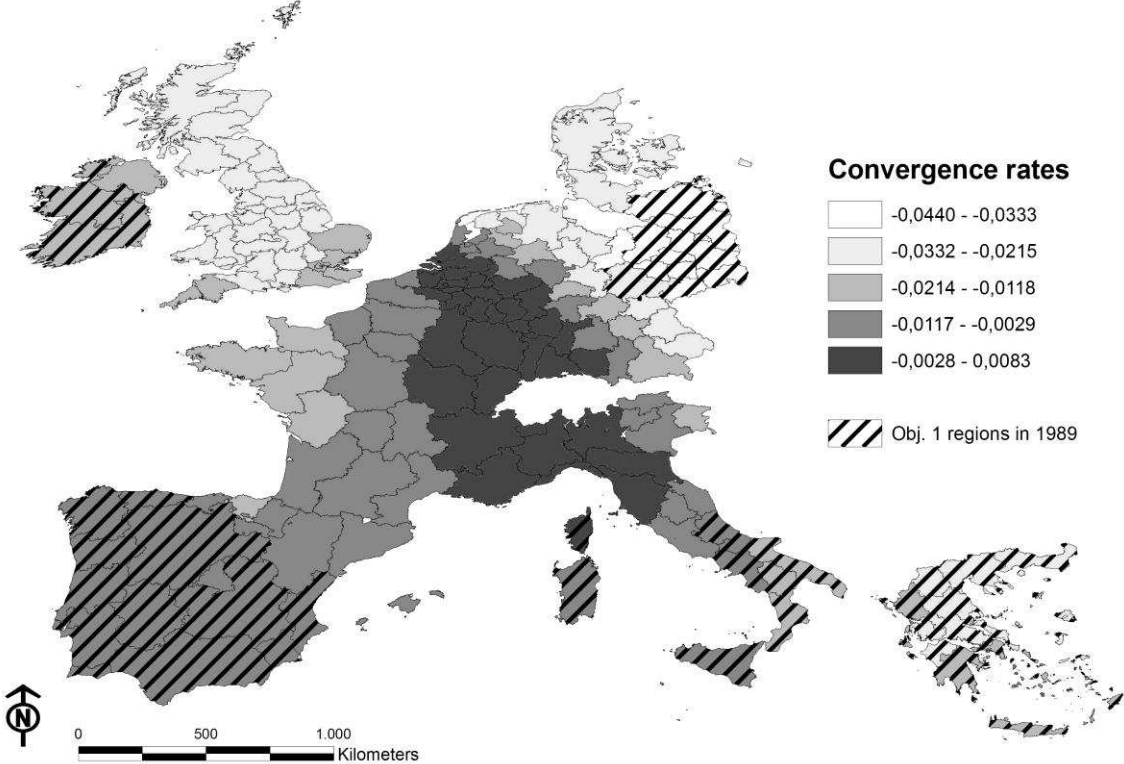 Convergence rates
-0,0440 - -0,0333
-0,0332 - -0,0215
-0,0214 - -0,0118
-0,0117 - -0,0029
-0,0028 - 0,0083
Obj. 1 regions in 1989
N
0 500 1.000
Kilometers